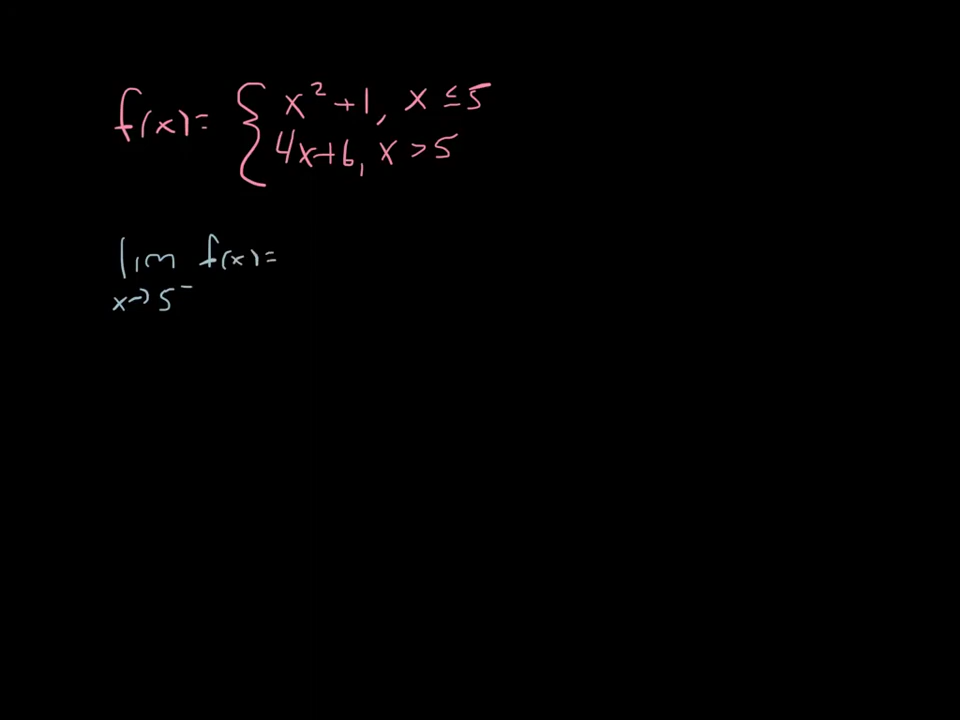 f(x)= { x²+1, x ≤5
4x+6, x >5
lim f(x)=
x→5⁻